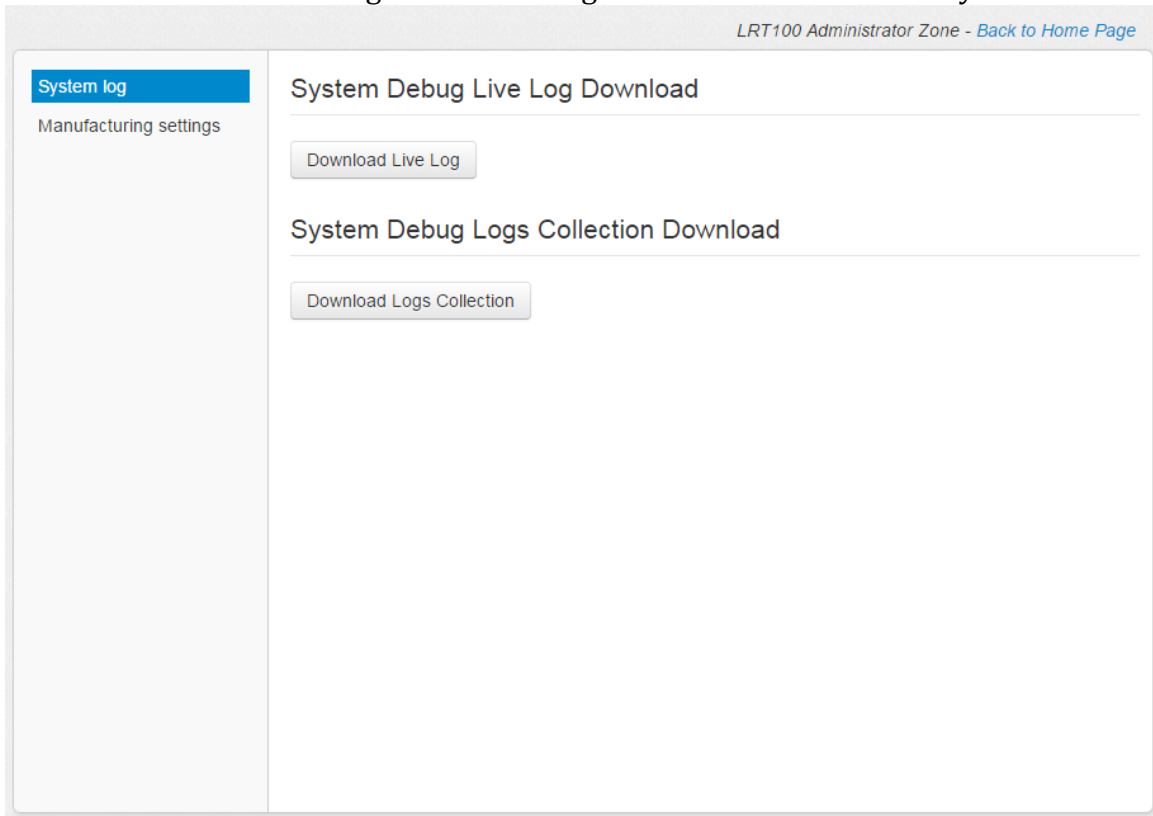 LRT100 Administrator Zone - Back to Home Page
System log
Manufacturing settings
System Debug Live Log Download
Download Live Log
System Debug Logs Collection Download
Download Logs Collection